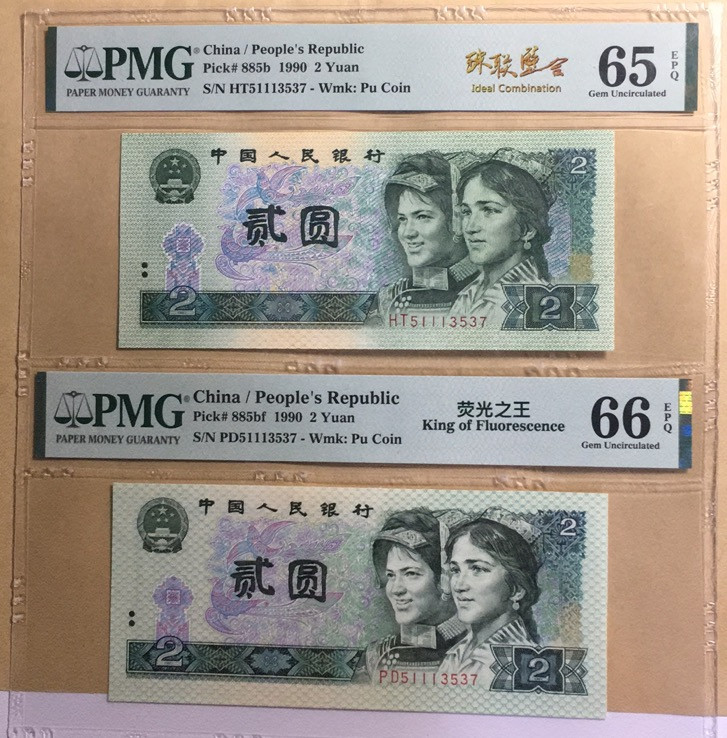 PMG
PAPER MONEY GUARANTY
China / People's Republic
Pick# 885b 1990 2 Yuan
S/N HT51113537 - Wmk: Pu Coin
珠联璧合
Ideal Combination
65
EPQ
Gem Uncirculated
中国人民银行
2
贰圆
2
HT51113537
2
PMG
PAPER MONEY GUARANTY
China / People's Republic
Pick# 885bf 1990 2 Yuan
S/N PD51113537 - Wmk: Pu Coin
荧光之王
King of Fluorescence
66
EPQ
Gem Uncirculated
中国人民银行
2
贰圆
2
PD51113537
2